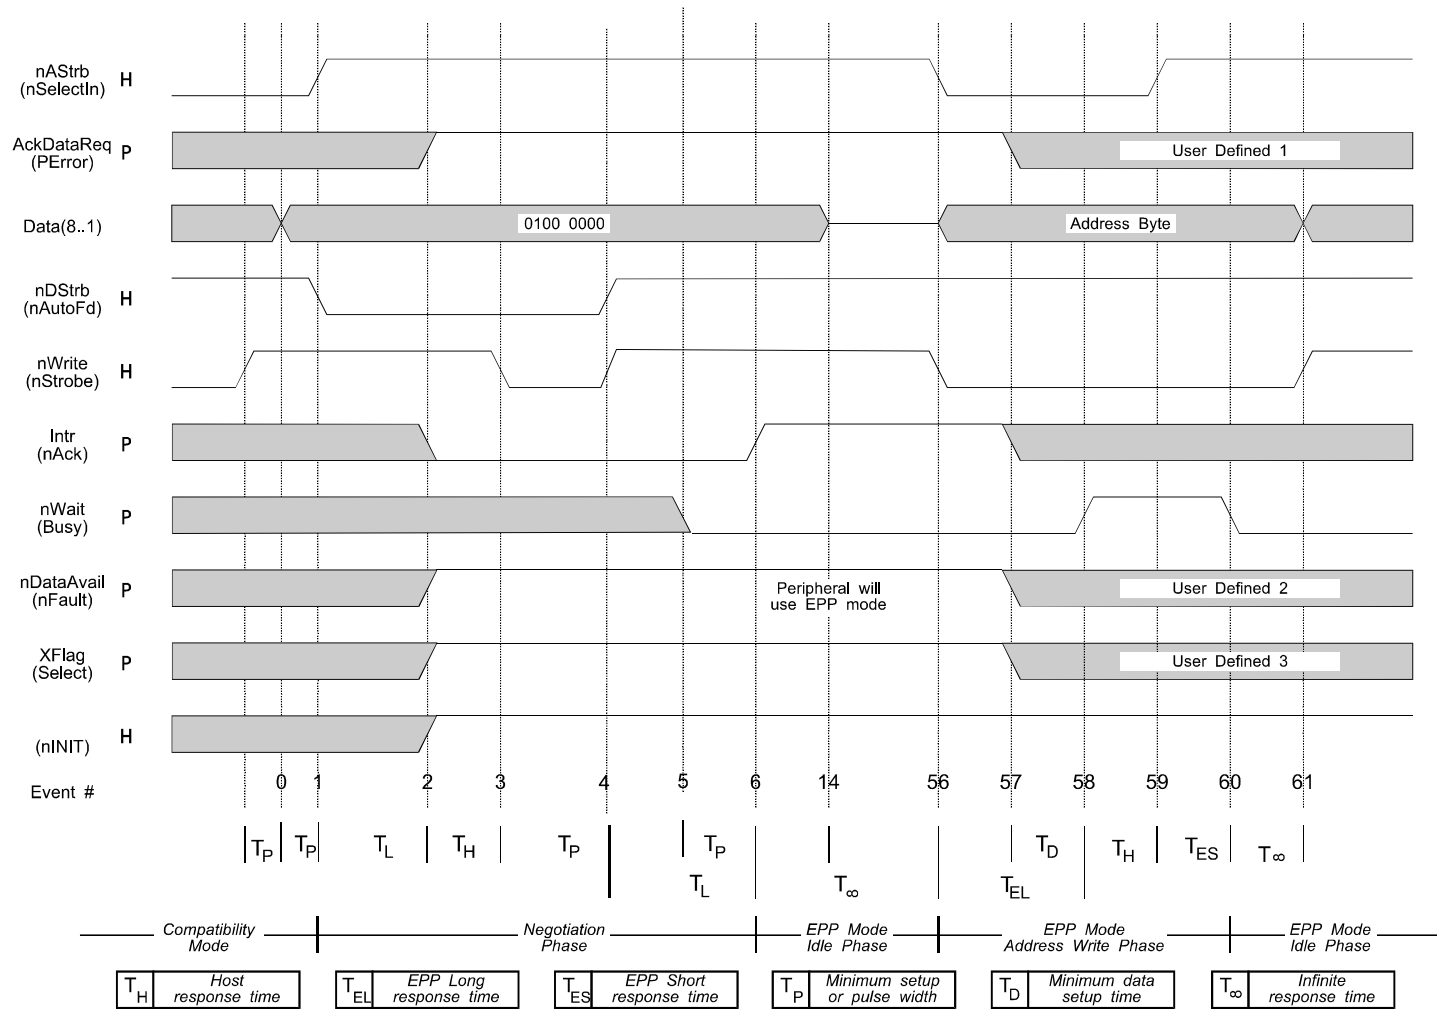 nAStrb
(nSelectIn) H
AckDataReq
(PError) P
User Defined 1
Data(8..1)
0100 0000
Address Byte
nDStrb
(nAutoFd) H
nWrite
(nStrobe) H
Intr
(nAck) P
nWait
(Busy) P
nDataAvail
(nFault) P
Peripheral will
use EPP mode
User Defined 2
XFlag
(Select) P
User Defined 3
(nINIT) H
Event # 0 1 2 3 4 5 6 14 56 57 58 59 60 61
TP TP TL TH TP TP TD TH TES T∞
TL T∞ TEL
Compatibility
Mode
Negotiation
Phase
EPP Mode
Idle Phase
EPP Mode
Address Write Phase
EPP Mode
Idle Phase
TH Host
response time
TEL EPP Long
response time
TES EPP Short
response time
TP Minimum setup
or pulse width
TD Minimum data
setup time
T∞ Infinite
response time